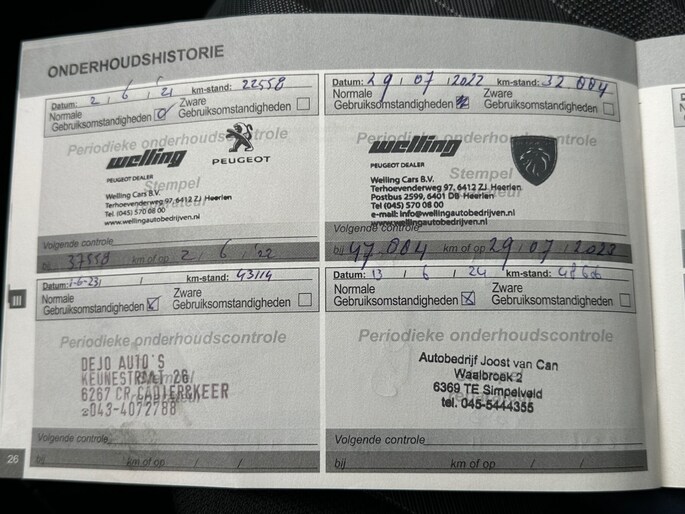 ONDERHOUDSHISTORIE
Datum: 2 / 6 / 21 km-stand: 22558
Normale Gebruiksomstandigheden
Zware Gebruiksomstandigheden
Periodieke onderhoudscontrole
welling
PEUGEOT
PEUGEOT DEALER
Stempel
Welling Cars B.V.
Terhoevenderweg 97, 6412 ZJ Heerlen
Tel. (045) 570 08 00
www.wellingautobedrijven.nl
Volgende controle
bij 37558 km of op 2 / 6 / '22
Datum: 29 / 07 / 2022 km-stand: 32.004
Normale Gebruiksomstandigheden
Zware Gebruiksomstandigheden
Periodieke onderhoudscontrole
welling
PEUGEOT DEALER
Stempel
Welling Cars B.V.
Terhoevenderweg 97, 6412 ZJ Heerlen
Postbus 2599, 6401 DB Heerlen
Tel. (045) 570 08 00
e-mail: info@wellingautobedrijven.nl
www.wellingautobedrijven.nl
Volgende controle
bij 47.004 km of op 29 / 07 / 2023
Datum: 1-6-23 / / km-stand: 43114
Normale Gebruiksomstandigheden
Zware Gebruiksomstandigheden
Periodieke onderhoudscontrole
DEJO AUTO'S
KEUNESTRAAT 26
6267 CR CADIER&KEER
☎043-4072788
Stempel
Volgende controle
bij km of op / /
Datum: 13 / 6 / 24 km-stand:
Normale Gebruiksomstandigheden
Zware Gebruiksomstandigheden
Periodieke onderhoudscontrole
Autobedrijf Joost van Can
Waalbroek 2
6369 TE Simpelveld
tel. 045-5444355
Volgende controle
bij km of op / /
III
26